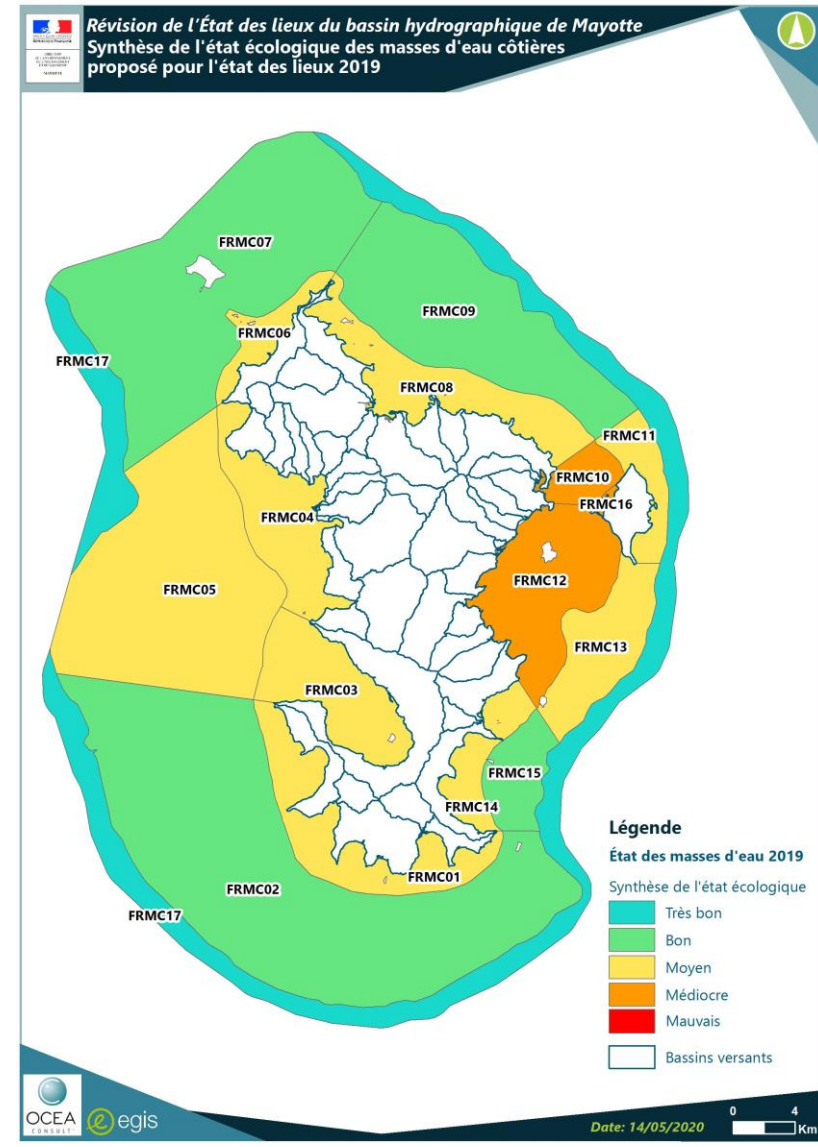 Révision de l'État des lieux du bassin hydrographique de Mayotte
Synthèse de l'état écologique des masses d'eau côtières
proposé pour l'état des lieux 2019
MAYOTTE
FRMC07
FRMC09
FRMC06
FRMC17
FRMC08
FRMC11
FRMC10
FRMC16
FRMC04
FRMC12
FRMC05
FRMC13
FRMC03
FRMC15
FRMC14
FRMC01
FRMC02
FRMC17
Légende
État des masses d'eau 2019
Synthèse de l'état écologique
Très bon
Bon
Moyen
Médiocre
Mauvais
Bassins versants
OCEA
CONSULT'
e egis
Date: 14/05/2020
0 4
Km